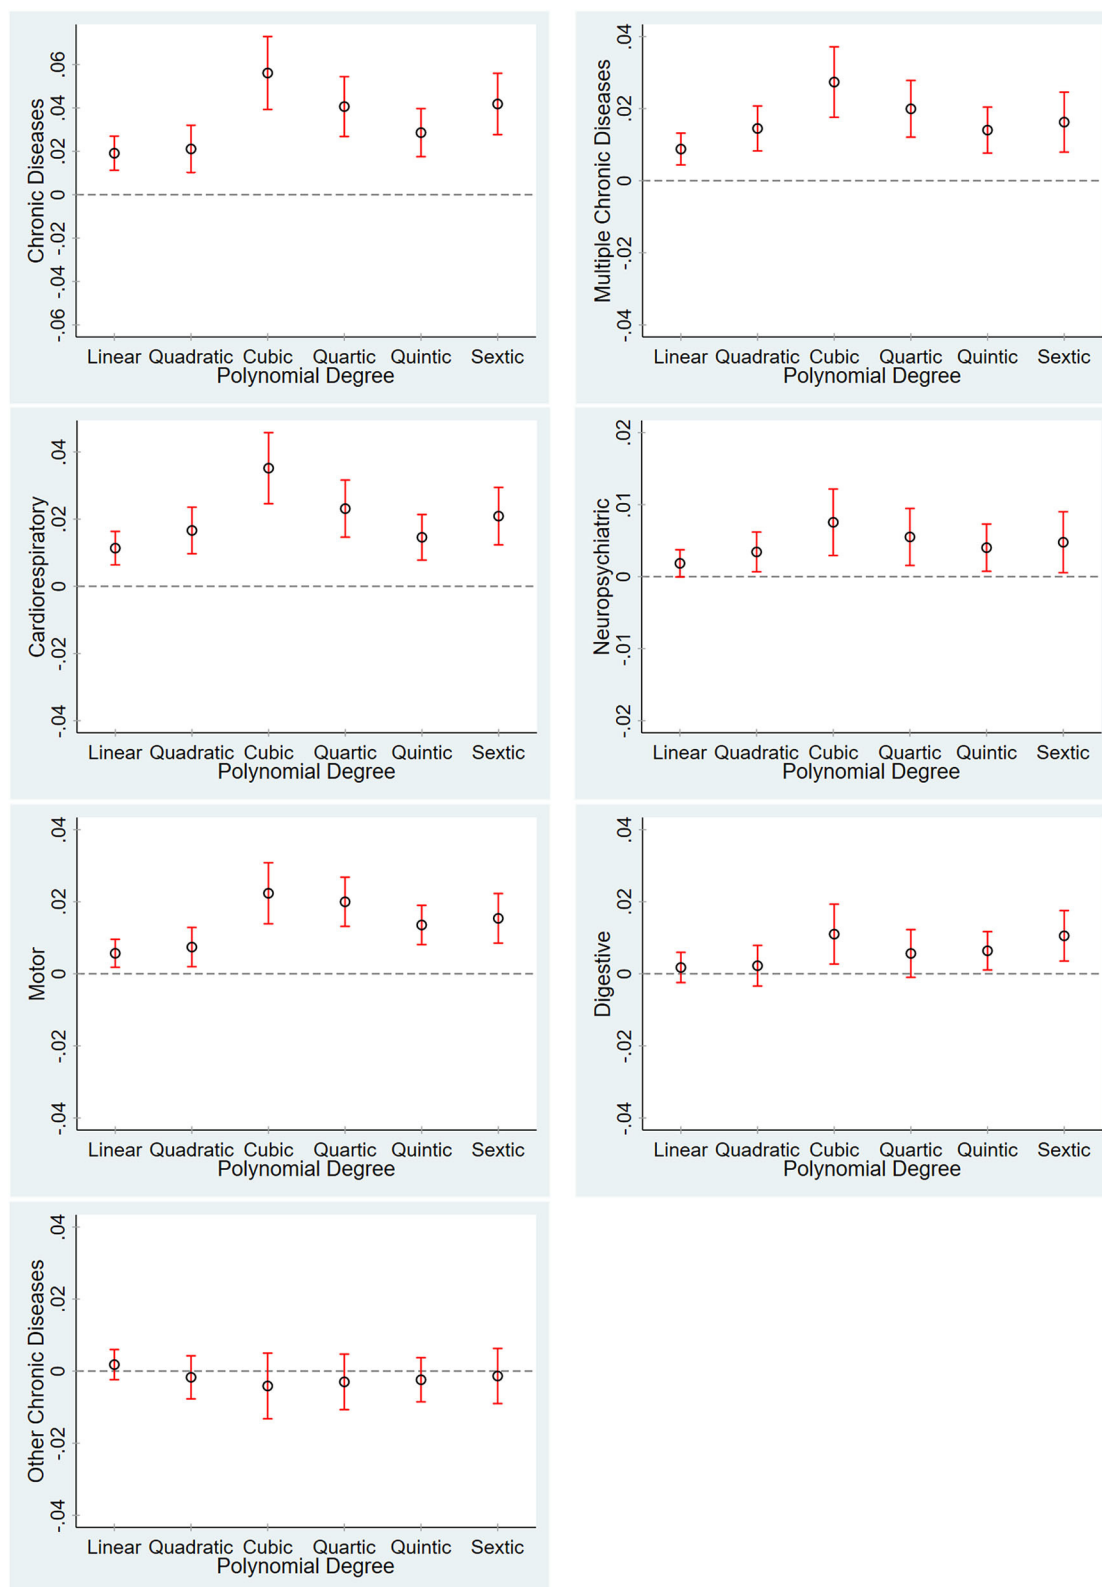 Chronic Diseases
.06
.04
.02
0
-.02
-.04
-.06
Linear Quadratic Cubic Quartic Quintic Sextic
Polynomial Degree
Multiple Chronic Diseases
.04
.02
0
-.02
-.04
Linear Quadratic Cubic Quartic Quintic Sextic
Polynomial Degree
Cardiorespiratory
.04
.02
0
-.02
-.04
Linear Quadratic Cubic Quartic Quintic Sextic
Polynomial Degree
Neuropsychiatric
.02
.01
0
-.01
-.02
Linear Quadratic Cubic Quartic Quintic Sextic
Polynomial Degree
Motor
.04
.02
0
-.02
-.04
Linear Quadratic Cubic Quartic Quintic Sextic
Polynomial Degree
Digestive
.04
.02
0
-.02
-.04
Linear Quadratic Cubic Quartic Quintic Sextic
Polynomial Degree
Other Chronic Diseases
.04
.02
0
-.02
-.04
Linear Quadratic Cubic Quartic Quintic Sextic
Polynomial Degree